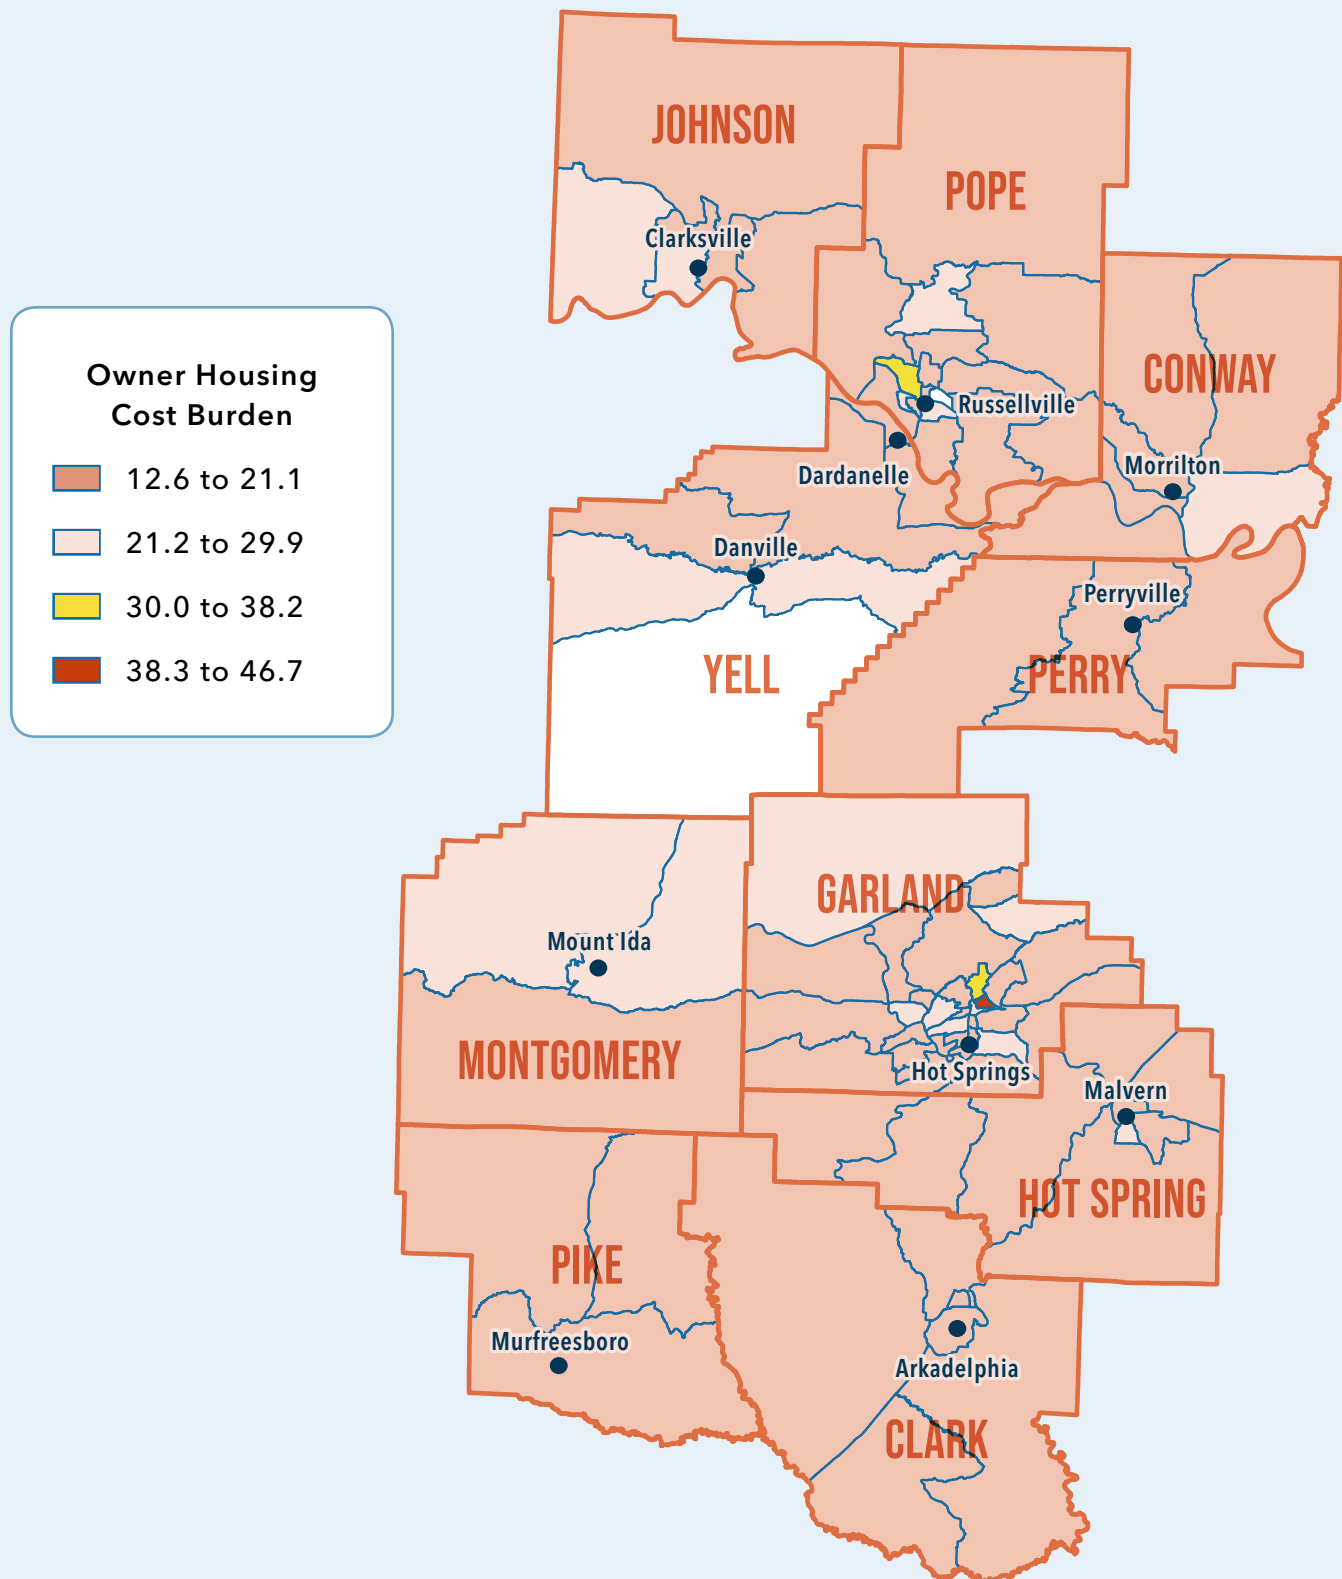 JOHNSON
POPE
Clarksville
CONWAY
Owner Housing
Cost Burden
12.6 to 21.1
21.2 to 29.9
30.0 to 38.2
38.3 to 46.7
Russellville
Dardanelle
Morrilton
Danville
Perryville
YELL
PERRY
GARLAND
Mount Ida
MONTGOMERY
Hot Springs
Malvern
HOT SPRING
PIKE
Murfreesboro
Arkadelphia
CLARK